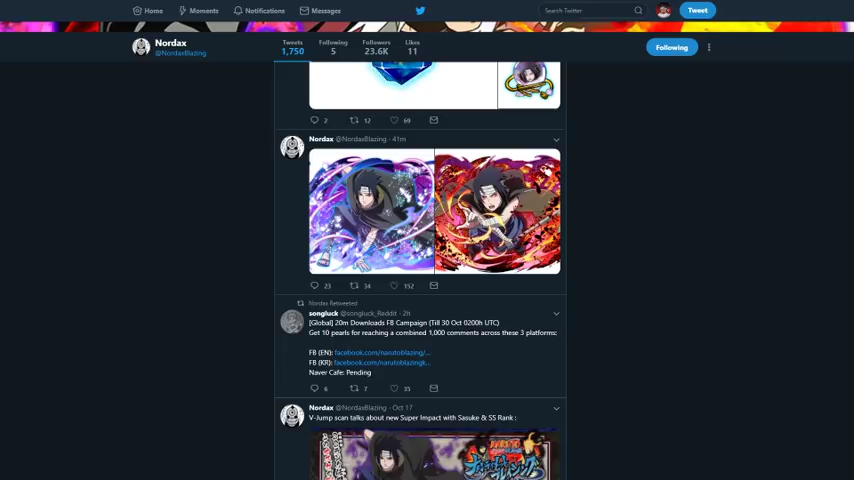 Home
Moments
Notifications
Messages
Search Twitter
Tweet
Nordax
@NordaxBlazing
Tweets
1,750
Following
5
Followers
23.6K
Likes
11
Following
2
12
69
Nordax @NordaxBlazing · 41m
23
34
152
Nordax Retweeted
songluck @songluck_Reddit · 2h
[Global] 20m Downloads FB Campaign (Till 30 Oct 0200h UTC)
Get 10 pearls for reaching a combined 1,000 comments across these 3 platforms:
FB (EN): facebook.com/narutoblazing/...
FB (KR): facebook.com/narutoblazingk...
Naver Cafe: Pending
6
7
35
Nordax @NordaxBlazing · Oct 17
V-Jump scan talks about new Super Impact with Sasuke & SS Rank :